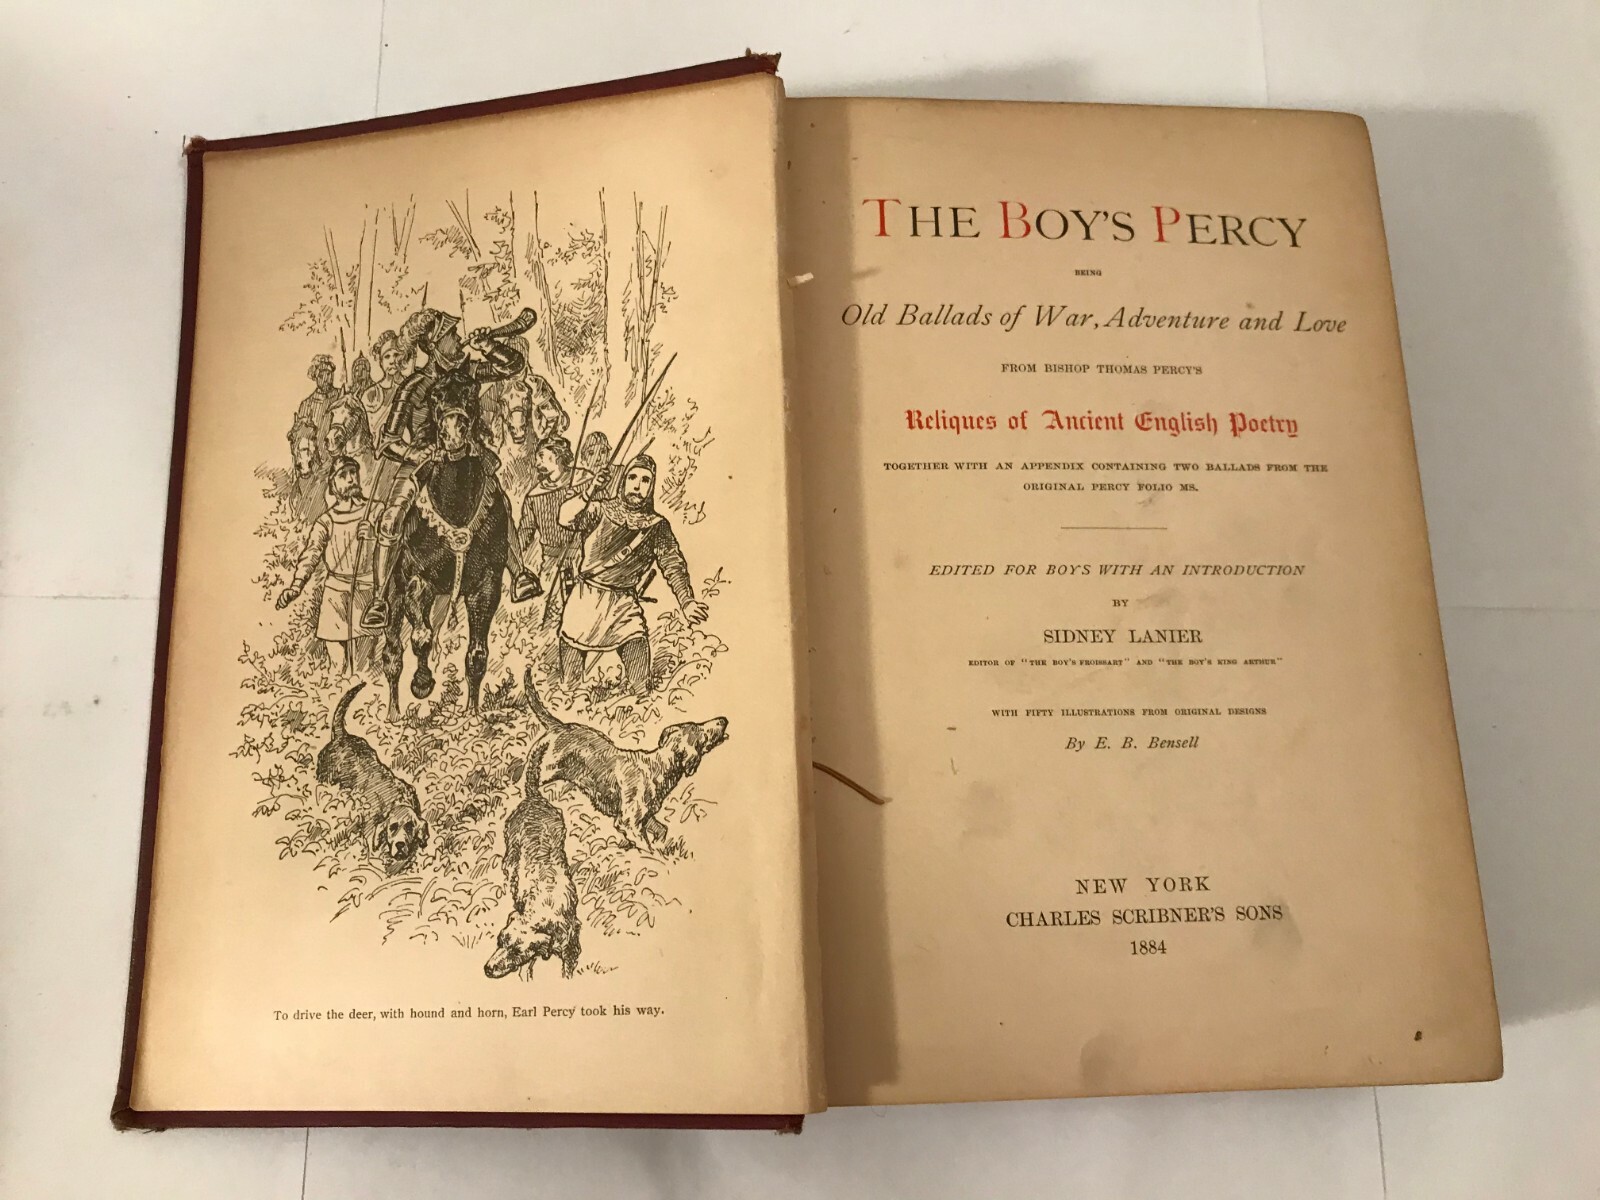 To drive the deer, with hound and horn, Earl Percy took his way.
THE BOY'S PERCY
BEING
Old Ballads of War, Adventure and Love
FROM BISHOP THOMAS PERCY'S
Reliques of Ancient English Poetry
TOGETHER WITH AN APPENDIX CONTAINING TWO BALLADS FROM THE
ORIGINAL PERCY FOLIO MS.
EDITED FOR BOYS WITH AN INTRODUCTION
BY
SIDNEY LANIER
EDITOR OF "THE BOY'S FROISSART" AND "THE BOY'S KING ARTHUR"
WITH FIFTY ILLUSTRATIONS FROM ORIGINAL DESIGNS
By E. B. Bensell
NEW YORK
CHARLES SCRIBNER'S SONS
1884